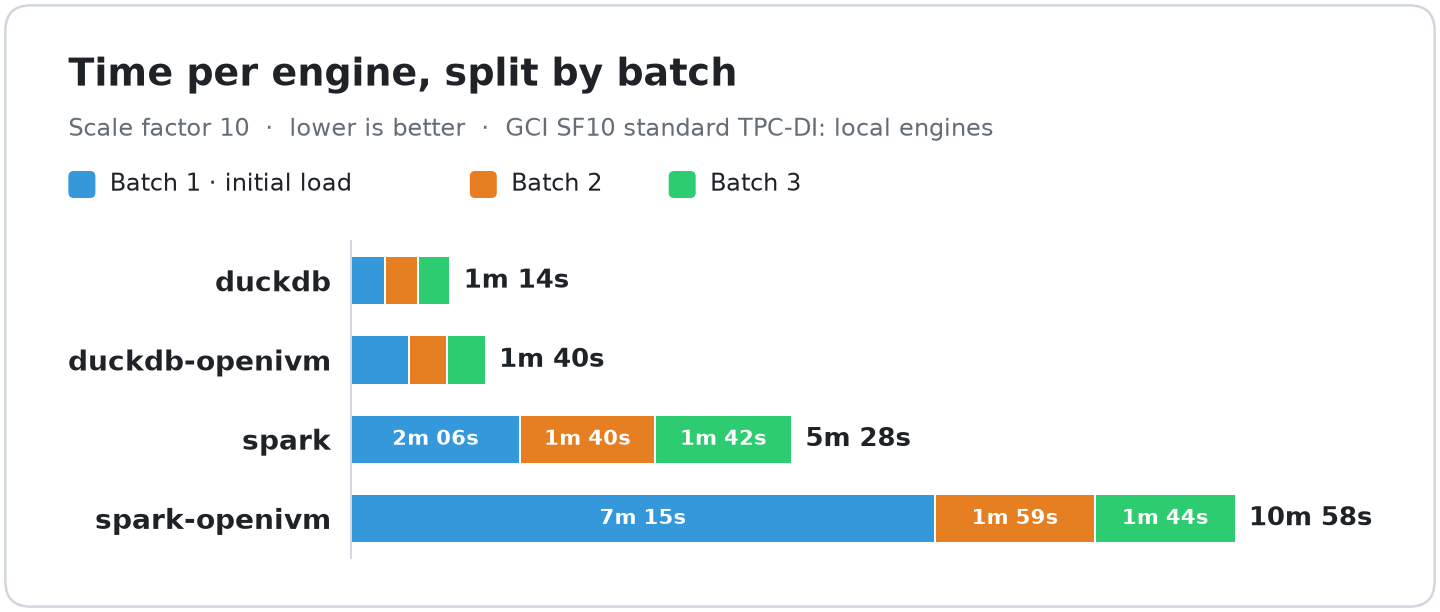 Time per engine, split by batch
Scale factor 10 · lower is better · GCI SF10 standard TPC-DI: local engines
Batch 1 · initial load Batch 2 Batch 3
duckdb 1m 14s
duckdb-openivm 1m 40s
spark 2m 06s 1m 40s 1m 42s 5m 28s
spark-openivm 7m 15s 1m 59s 1m 44s 10m 58s